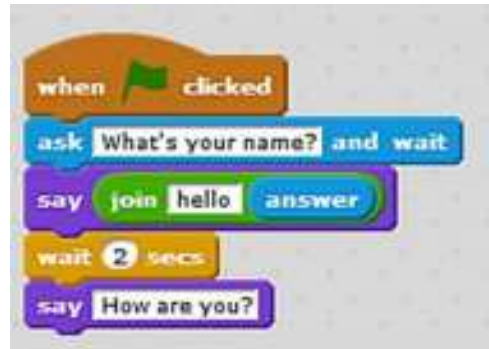 when clicked
ask What's your name? and wait
say join hello answer
wait 2 secs
say How are you?